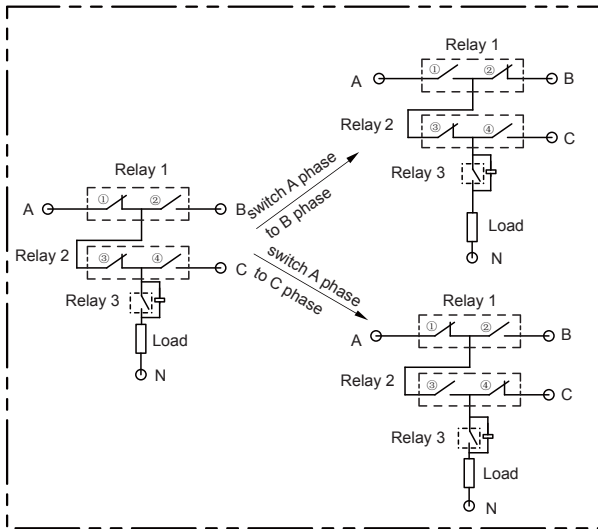 Relay 1
A
①
②
B
Relay 2
③
④
C
Relay 3
Load
N
switch A phase
to B phase
switch A phase
to C phase
Relay 1
A
①
②
B
Relay 2
③
④
C
Relay 3
Load
N
Relay 1
A
①
②
B
Relay 2
③
④
C
Relay 3
Load
N